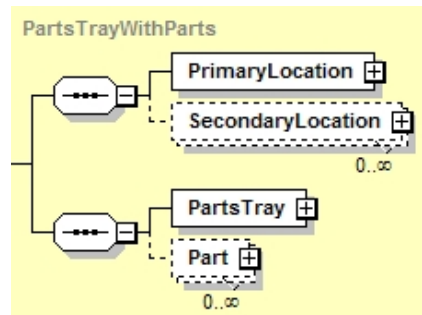 PartsTrayWithParts
PrimaryLocation
SecondaryLocation
0..∞
PartsTray
Part
0..∞